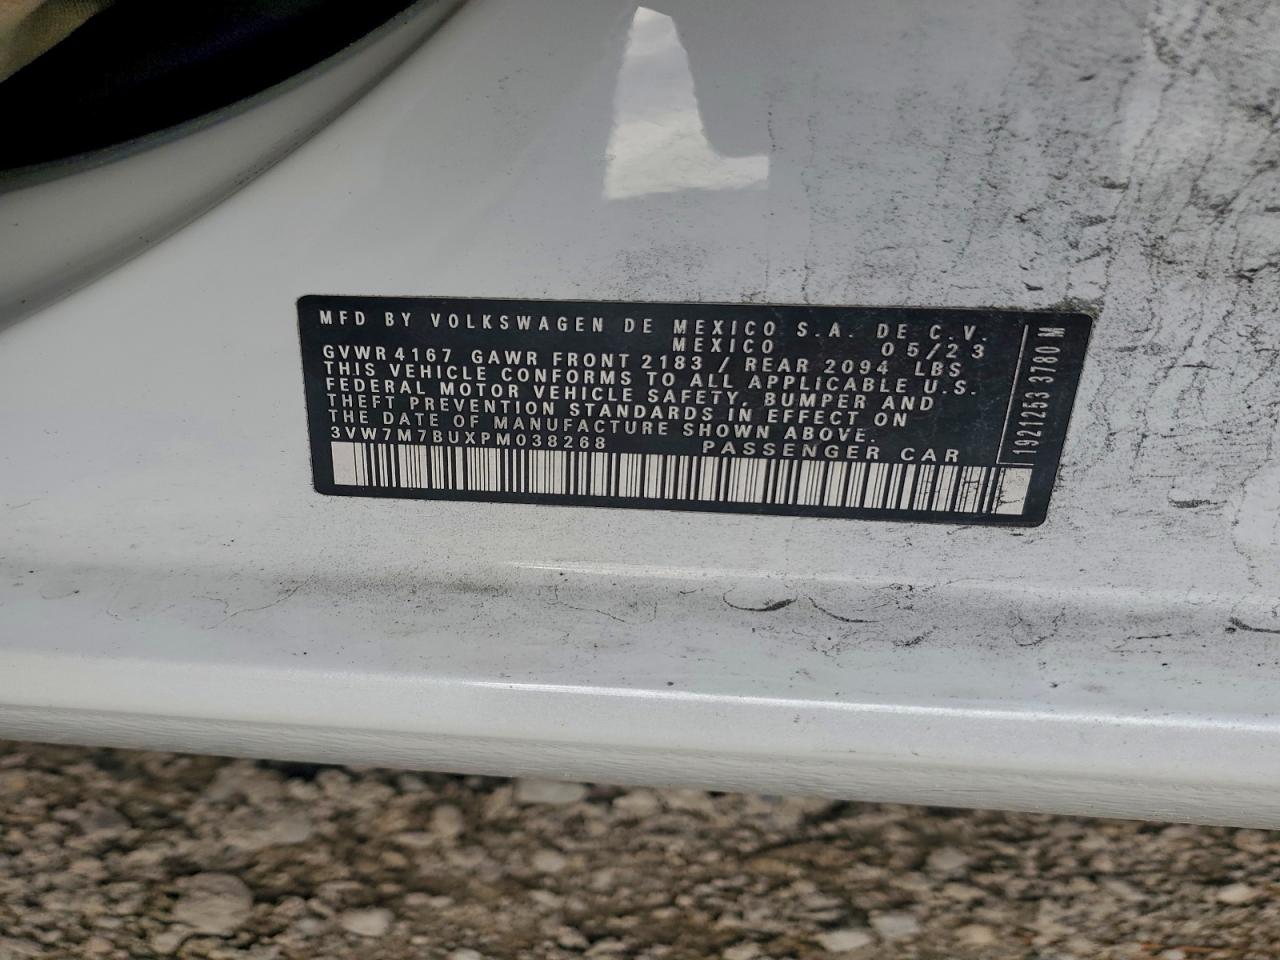 MFD BY VOLKSWAGEN DE MEXICO S.A. DE C.V.
MEXICO 05/23
GVWR 4167 GAWR FRONT 2183 / REAR 2094 LBS
THIS VEHICLE CONFORMS TO ALL APPLICABLE U.S.
FEDERAL MOTOR VEHICLE SAFETY, BUMPER AND
THEFT PREVENTION STANDARDS IN EFFECT ON
THE DATE OF MANUFACTURE SHOWN ABOVE.
3VW7M7BUXPM038268 PASSENGER CAR
1921253 3780 M